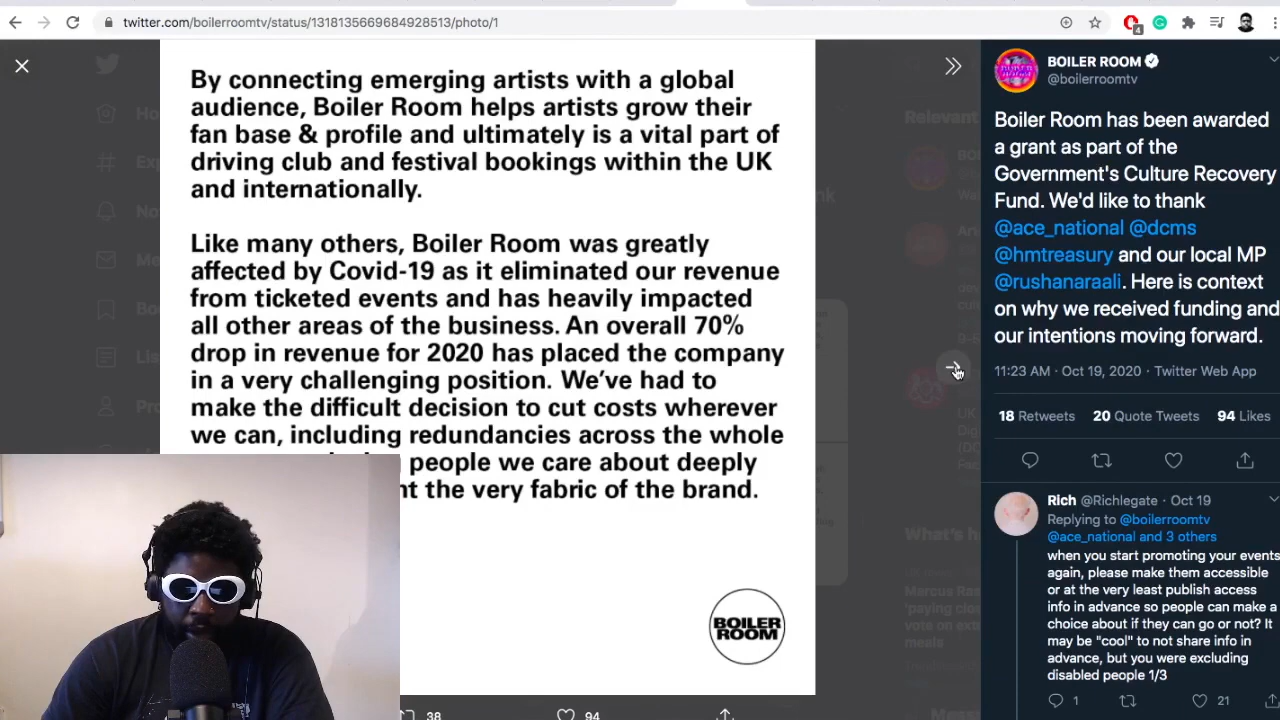 twitter.com/boilerroomtv/status/1318135669684928513/photo/1
4
By connecting emerging artists with a global
audience, Boiler Room helps artists grow their
fan base & profile and ultimately is a vital part of
driving club and festival bookings within the UK
and internationally.
Like many others, Boiler Room was greatly
affected by Covid-19 as it eliminated our revenue
from ticketed events and has heavily impacted
all other areas of the business. An overall 70%
drop in revenue for 2020 has placed the company
in a very challenging position. We've had to
make the difficult decision to cut costs wherever
we can, including redundancies across the whole
people we care about deeply
the very fabric of the brand.
BOILER
ROOM
38
94
Relevan
What's h
Marcus Ras
'paying clo
vote on ext
meals
BOILER ROOM
@boilerroomtv
Boiler Room has been awarded
a grant as part of the
Government's Culture Recovery
Fund. We'd like to thank
@ace_national @dcms
@hmtreasury and our local MP
@rushanaraali. Here is context
on why we received funding and
our intentions moving forward.
11:23 AM · Oct 19, 2020 · Twitter Web App
18 Retweets 20 Quote Tweets 94 Likes
Rich @Richlegate · Oct 19
Replying to @boilerroomtv
@ace_national and 3 others
when you start promoting your events
again, please make them accessible
or at the very least publish access
info in advance so people can make a
choice about if they can go or not? It
may be "cool" to not share info in
advance, but you were excluding
disabled people 1/3
1
21